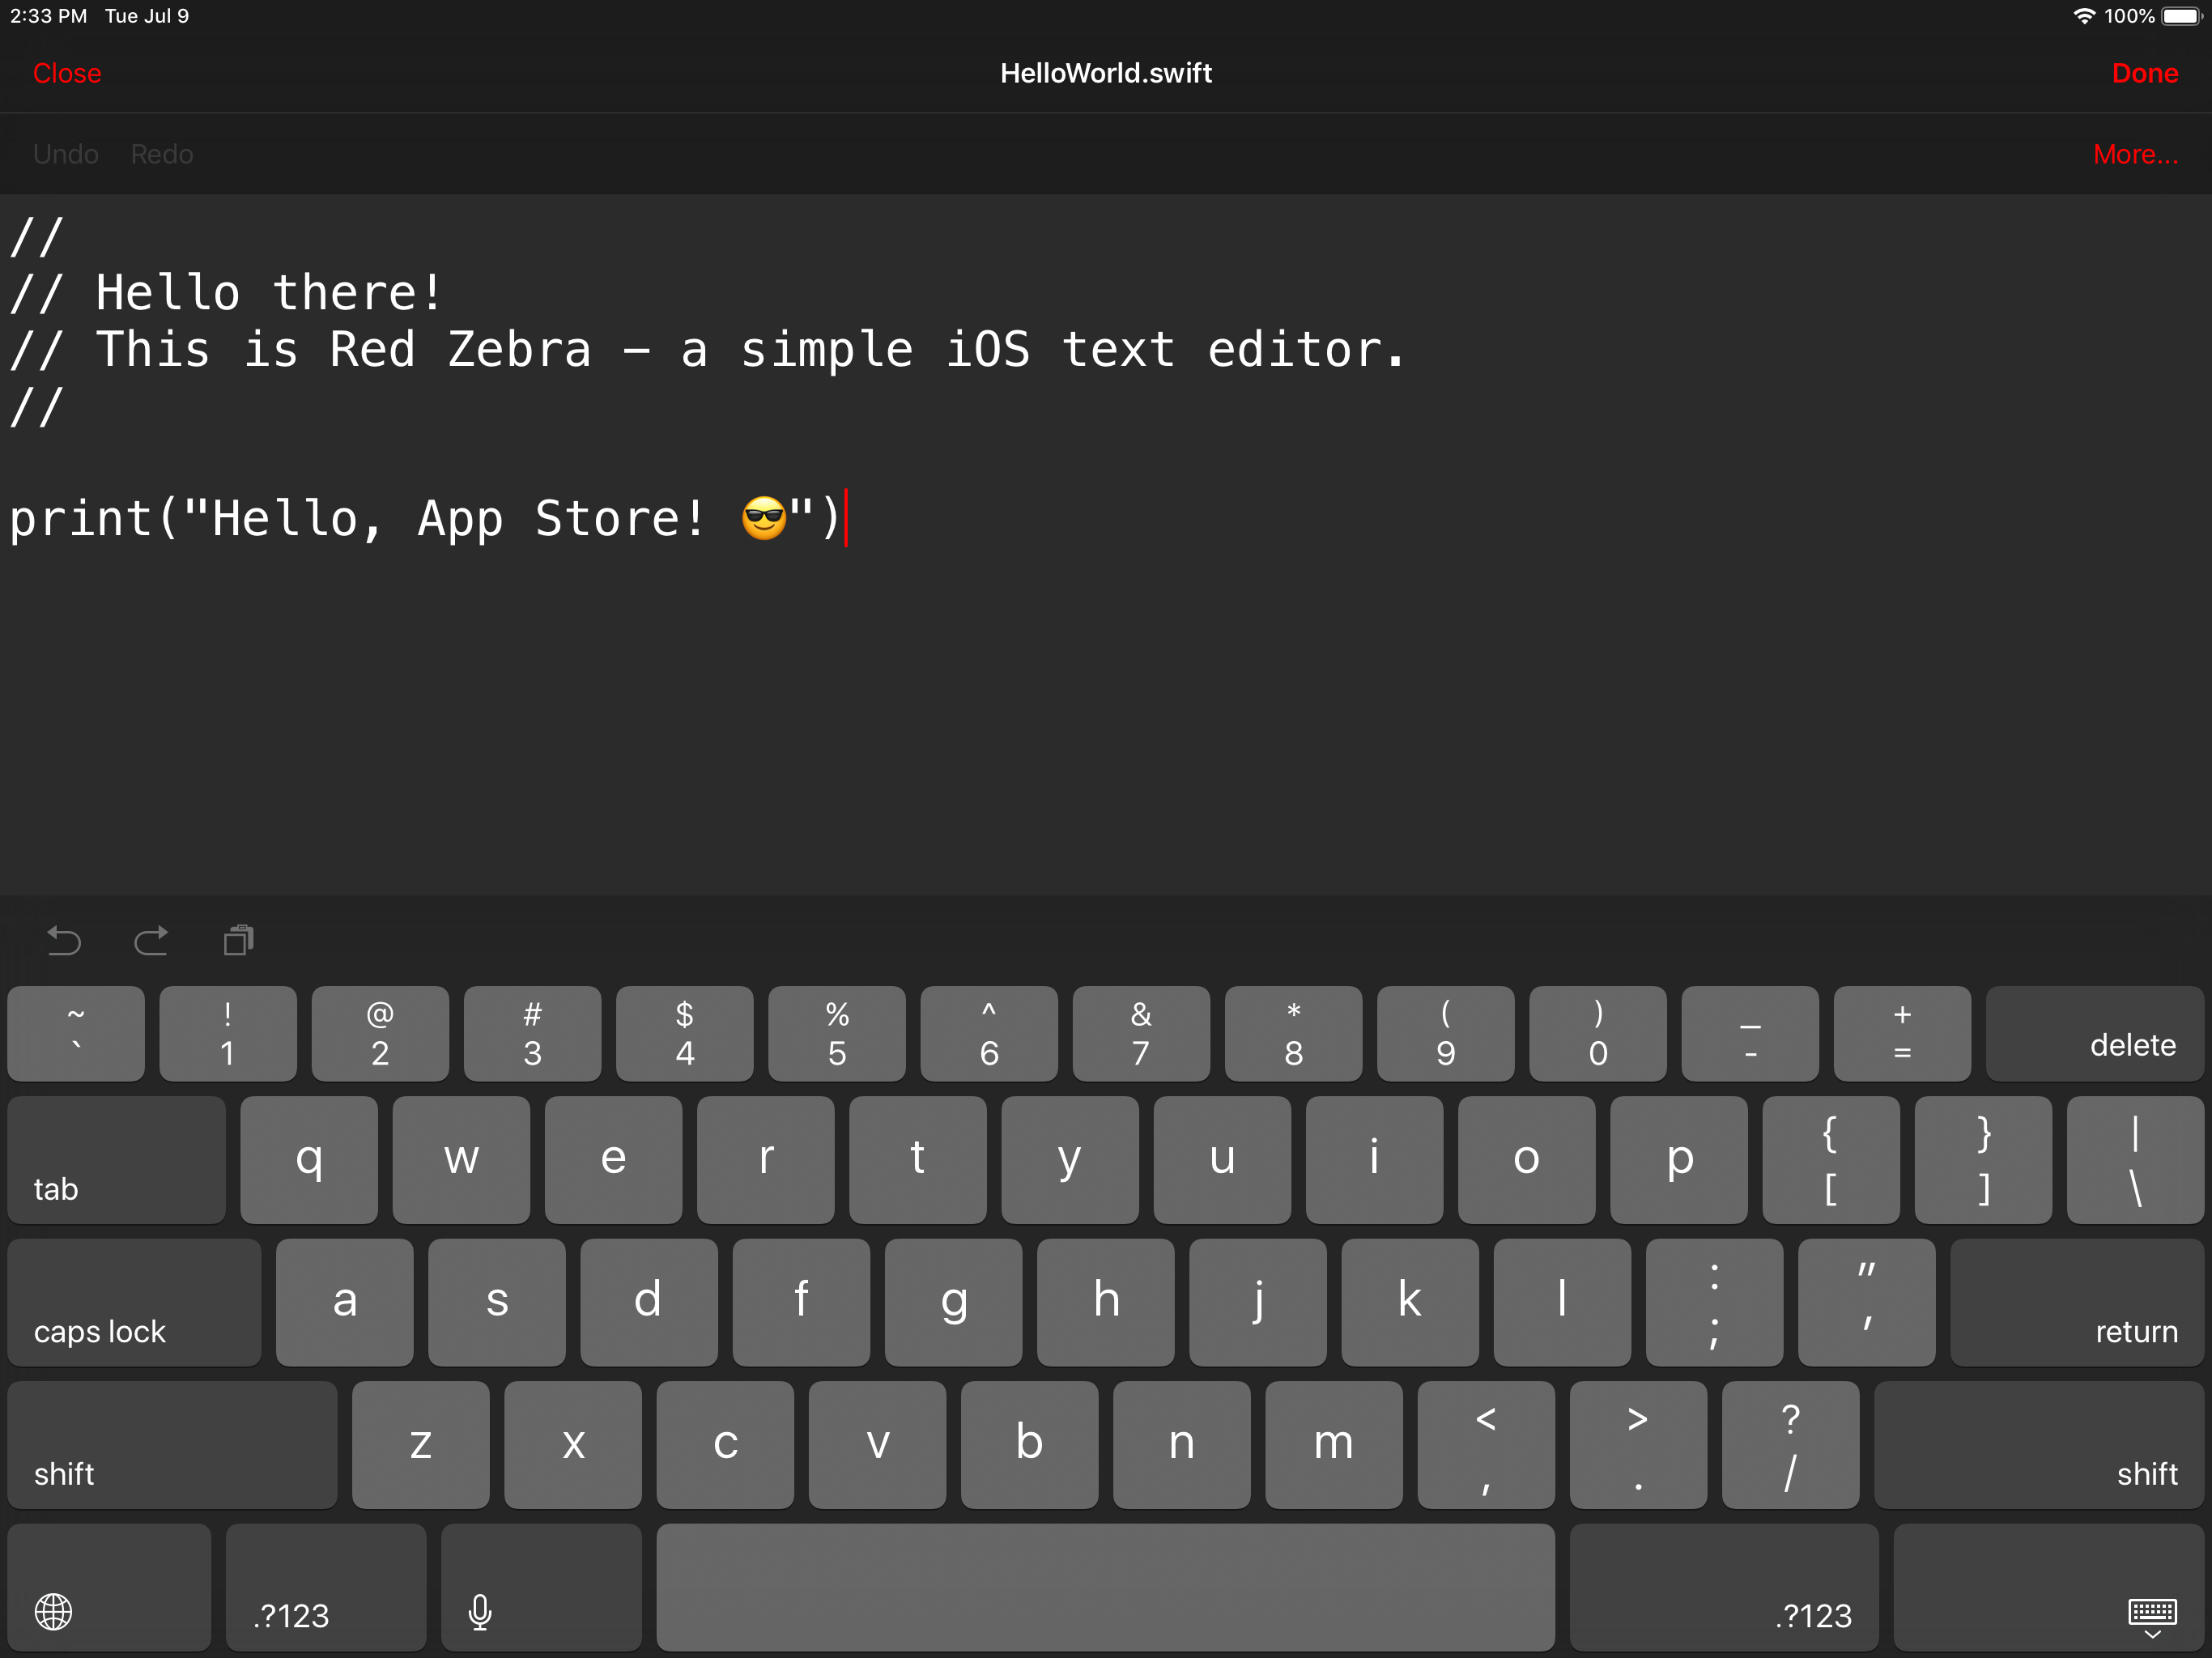 2:33 PM Tue Jul 9 100%
Close HelloWorld.swift Done
Undo Redo More...
//
// Hello there!
// This is Red Zebra – a simple iOS text editor.
//
print("Hello, App Store! 😎")
~ ! @ # $ % ^ & * ( ) _ +
` 1 2 3 4 5 6 7 8 9 0 - = delete
tab q w e r t y u i o p { [ } ] | \
caps lock a s d f g h j k l : ; " ' return
shift z x c v b n m < , > . ? / shift
.?123 .?123